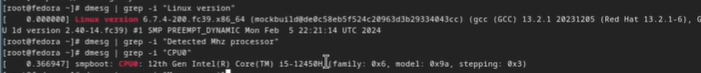 [root@fedora ~]# dmesg | grep -i "Linux version"
[    0.000000] Linux version 6.7.4-200.fc39.x86_64 (mockbuild@de0c58eb5f524c20963d3b29334043cc) (gcc (GCC) 13.2.1 20231205 (Red Hat 13.2.1-6), G
U ld version 2.40-14.fc39) #1 SMP PREEMPT_DYNAMIC Mon Feb  5 22:21:14 UTC 2024
[root@fedora ~]# dmesg | grep -i "Detected Mhz processor"
[root@fedora ~]# dmesg | grep -i "CPU0"
[    0.366947] smpboot: CPU0: 12th Gen Intel(R) Core(TM) i5-12450H (family: 0x6, model: 0x9a, stepping: 0x3)